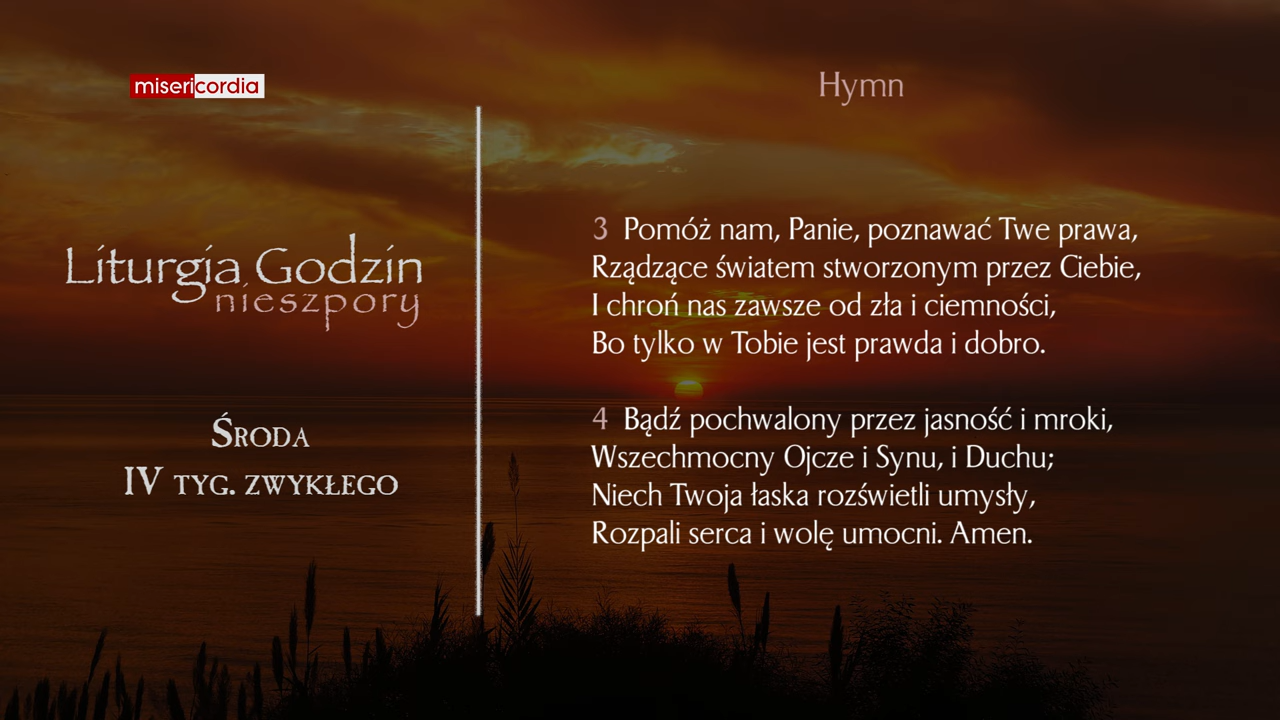 misericordia
Liturgia Godzin
nieszpory
Środa
IV tyg. zwykłego
Hymn
3 Pomóż nam, Panie, poznawać Twe prawa,
Rządzące światem stworzonym przez Ciebie,
I chroń nas zawsze od zła i ciemności,
Bo tylko w Tobie jest prawda i dobro.
4 Bądź pochwalony przez jasność i mroki,
Wszechmocny Ojcze i Synu, i Duchu;
Niech Twoja łaska rozświetli umysły,
Rozpali serca i wolę umocni. Amen.